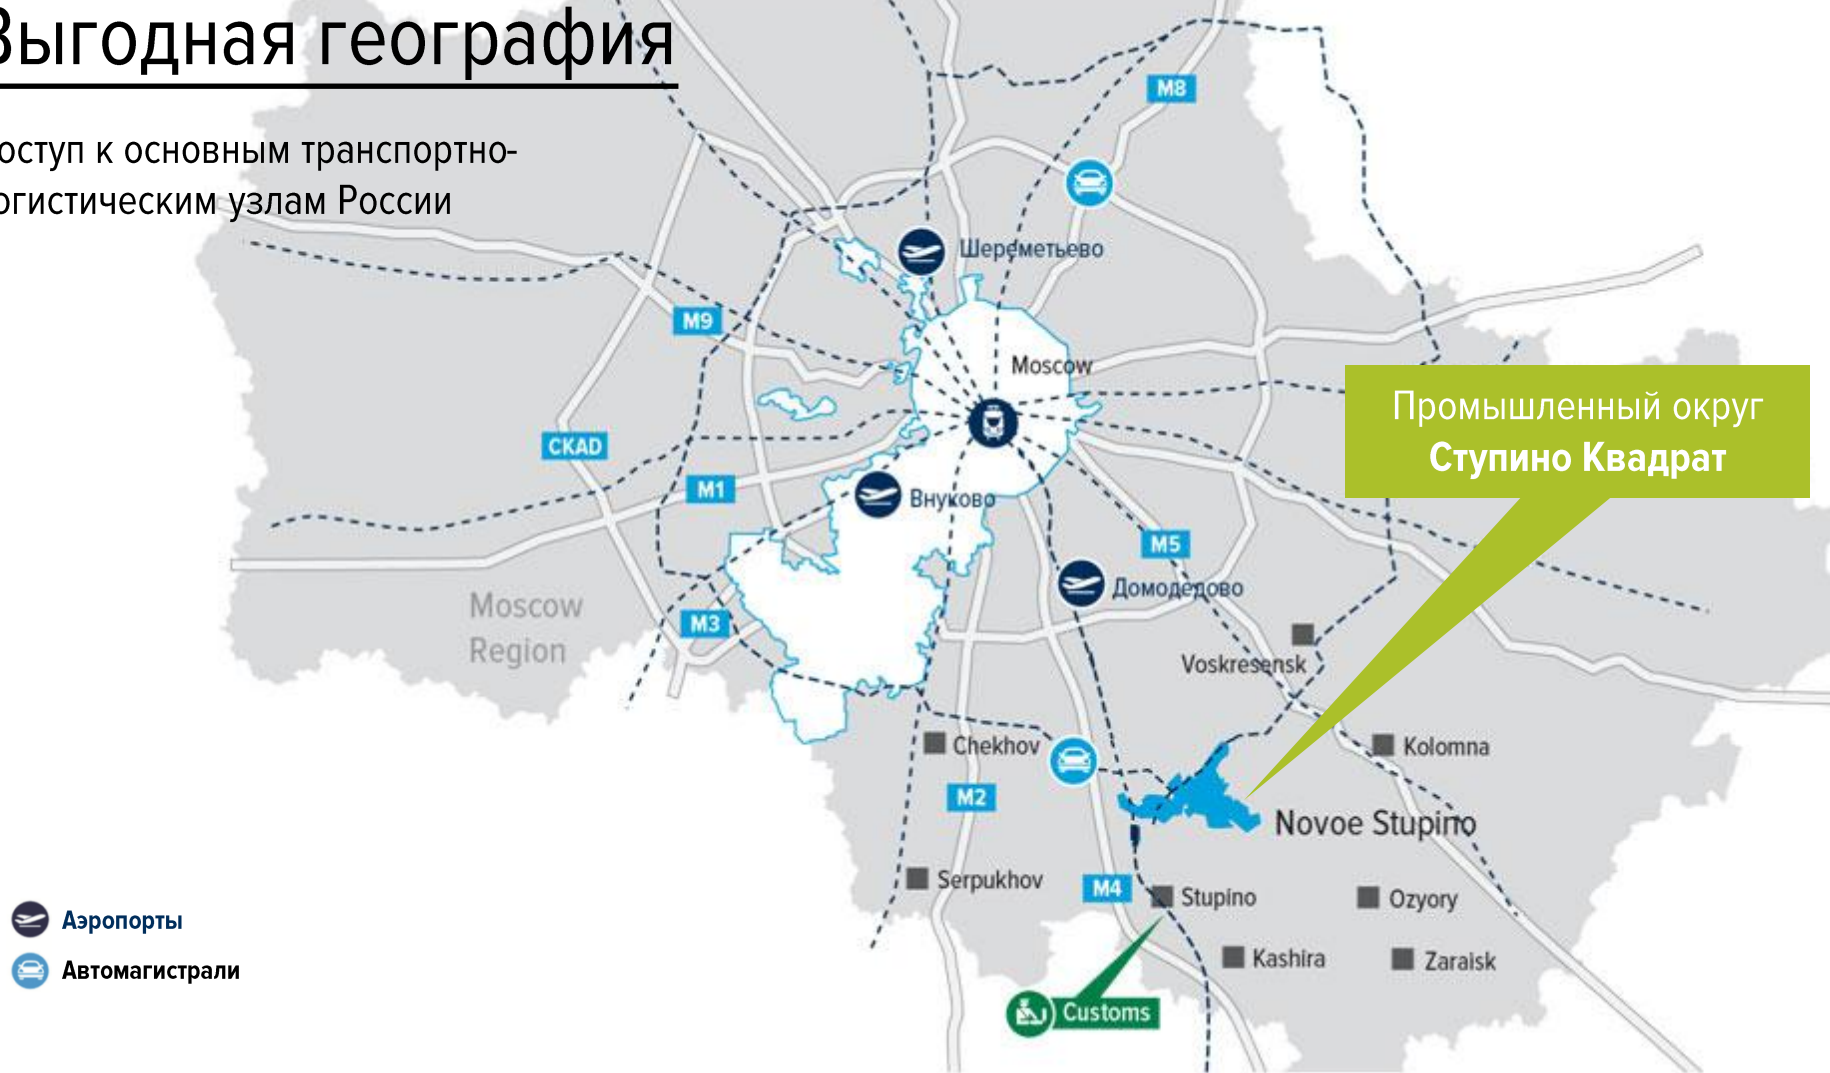 Выгодная география
оступ к основным транспортно-
огистическим узлам России
M8
Шереметьево
M9
Moscow
Промышленный округ
Ступино Квадрат
CKAD
M1
Внуково
M5
Домодедово
Moscow
Region
M3
Voskresensk
Chekhov
Kolomna
M2
Novoe Stupino
Serpukhov
M4
Stupino
Ozyory
Kashira
Zaraisk
Customs
Аэропорты
Автомагистрали